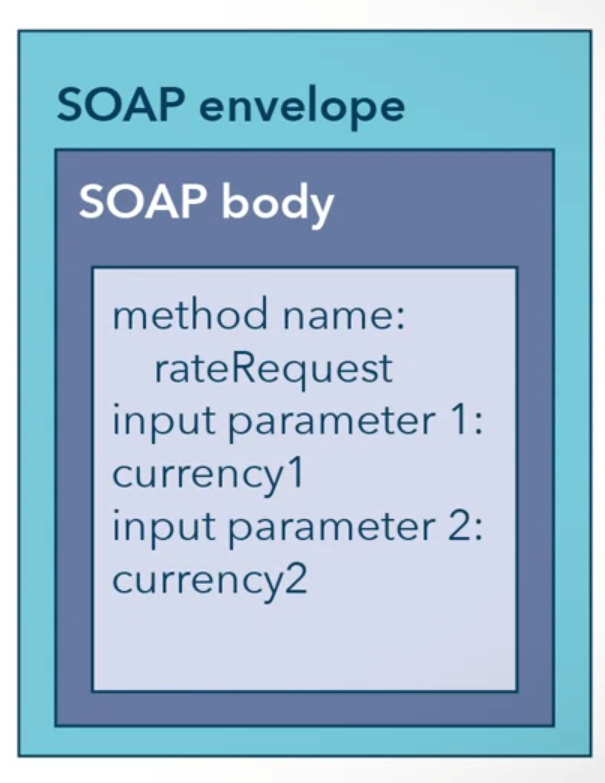 SOAP envelope
SOAP body
method name:
rateRequest
input parameter 1:
currency1
input parameter 2:
currency2